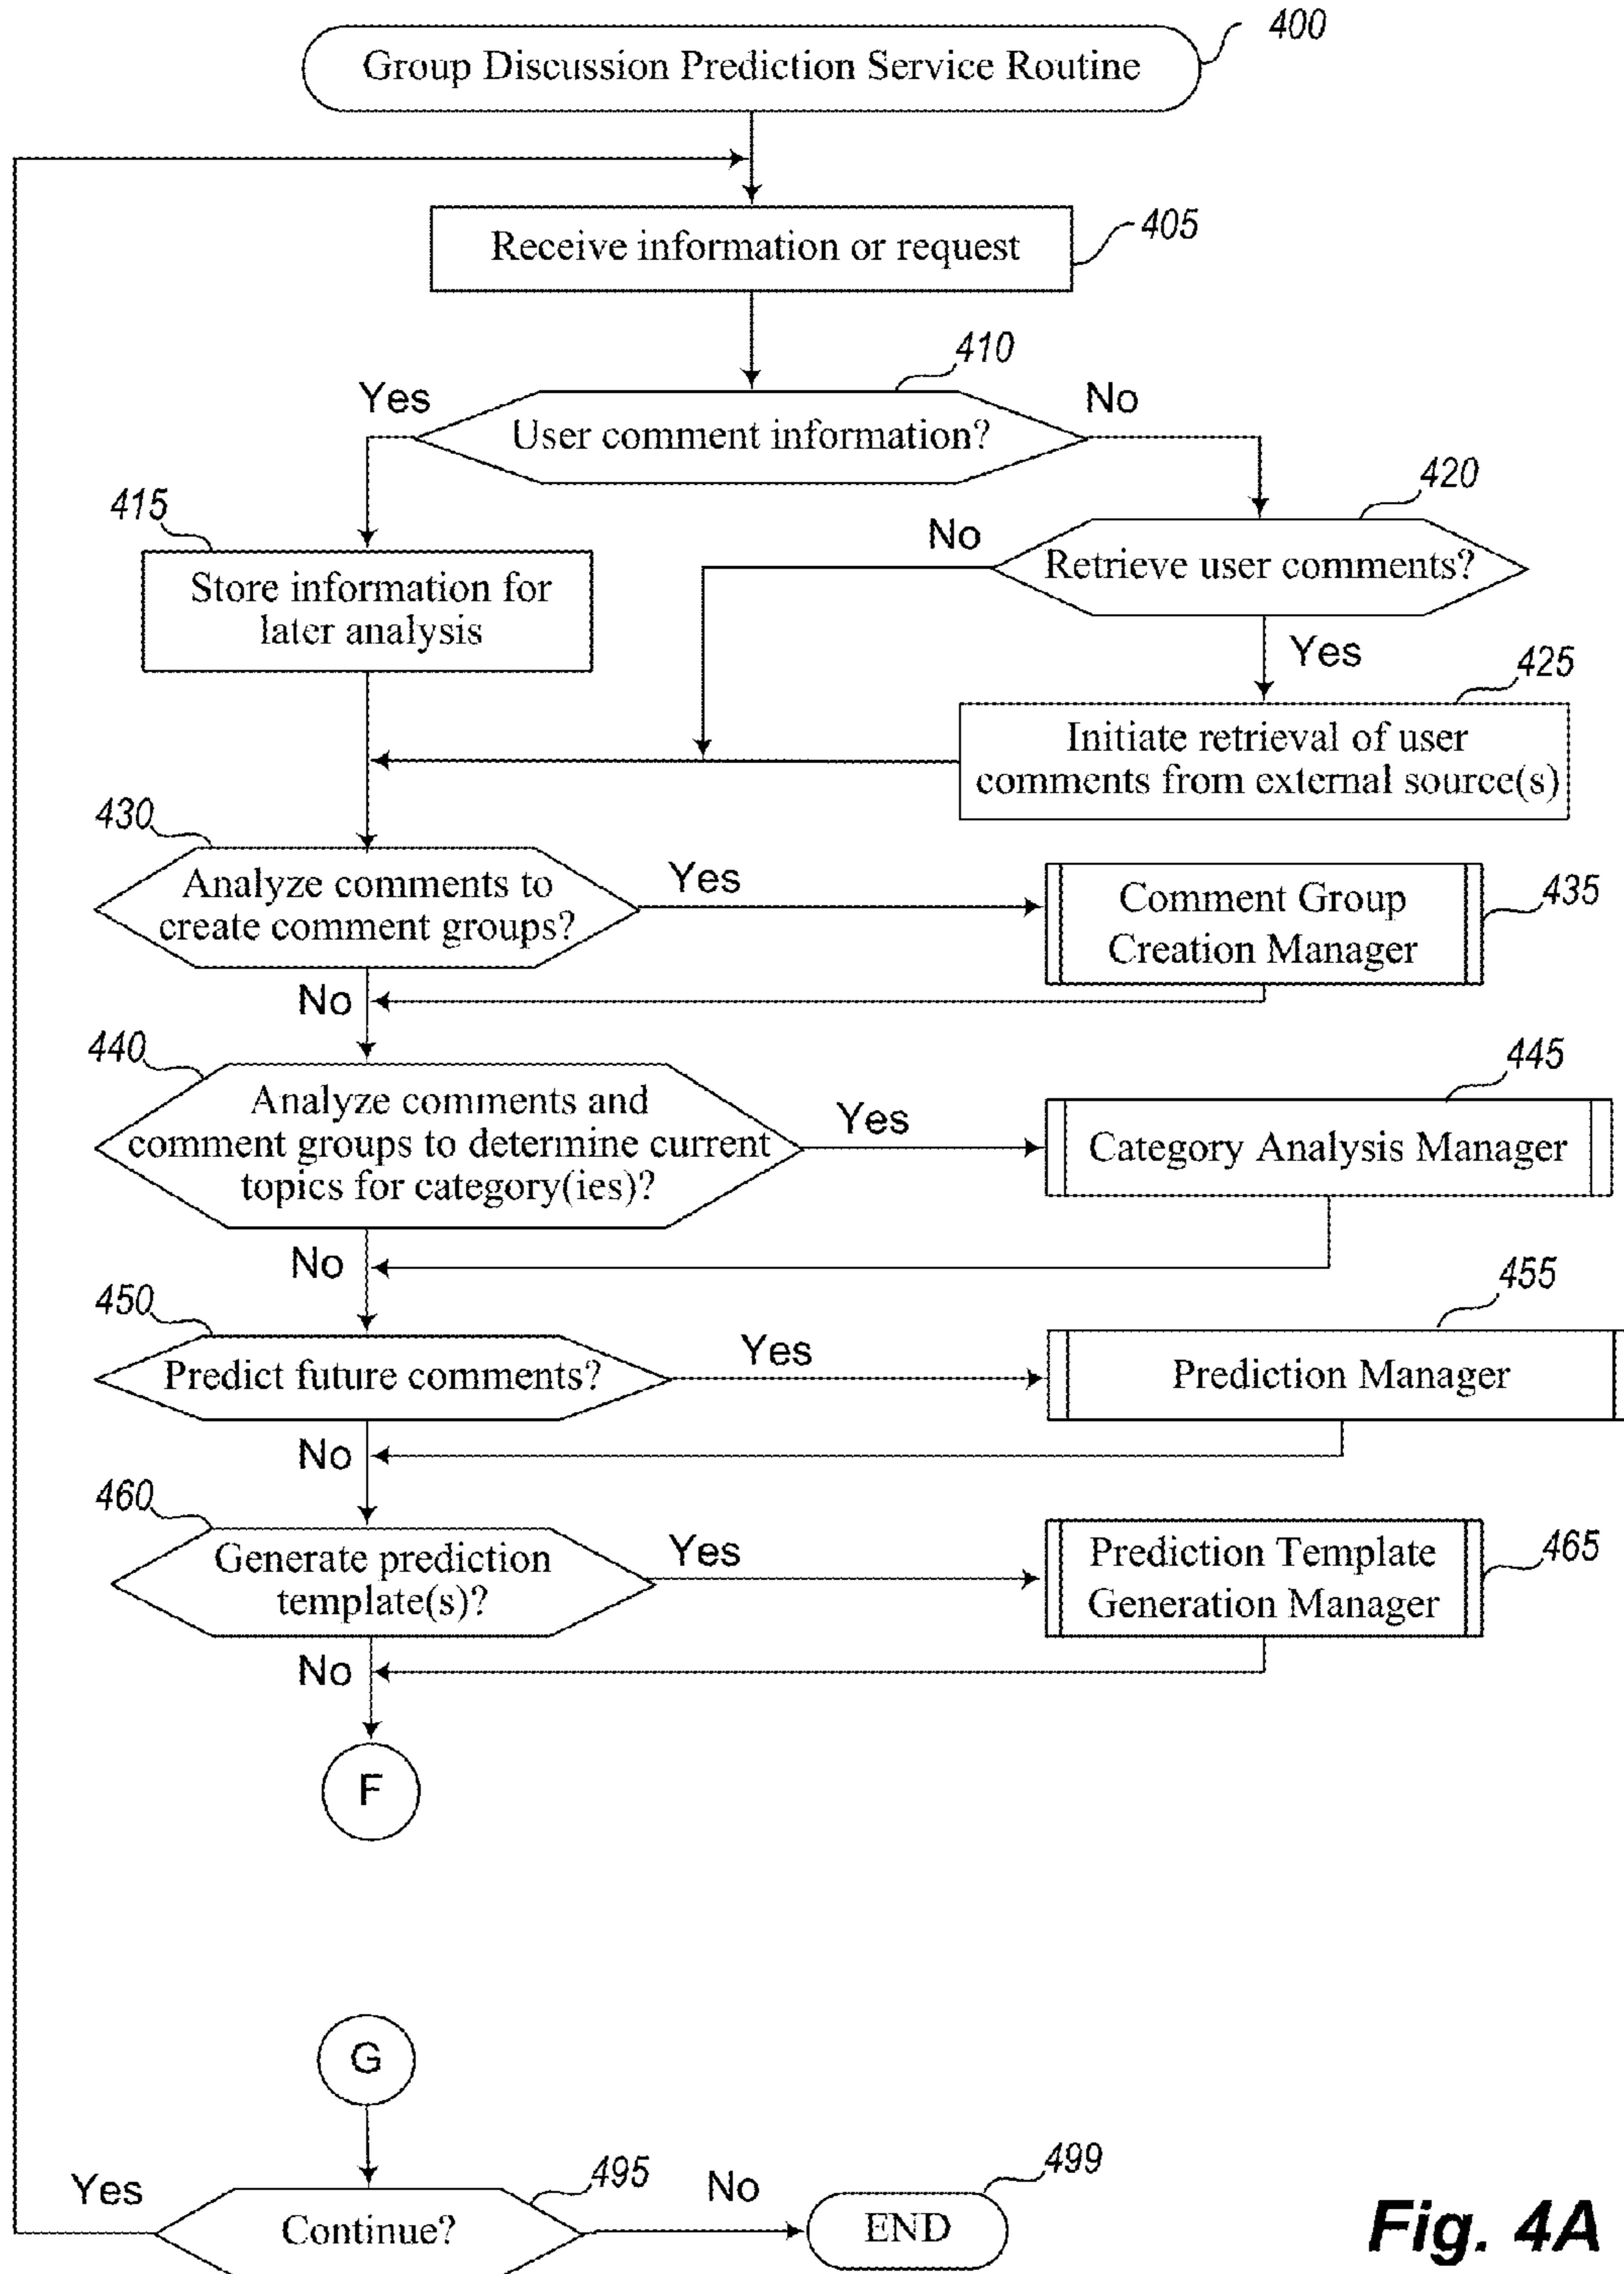 400
Group Discussion Prediction Service Routine
Receive information or request
405
410
Yes
No
User comment information?
415
420
Store information for
later analysis
No
Retrieve user comments?
Yes
425
Initiate retrieval of user
comments from external source(s)
430
Analyze comments to
create comment groups?
Yes
Comment Group
Creation Manager
435
No
440
Analyze comments and
comment groups to determine current
topics for category(ies)?
Yes
445
Category Analysis Manager
No
450
Predict future comments?
Yes
455
Prediction Manager
No
460
Generate prediction
template(s)?
Yes
Prediction Template
Generation Manager
465
No
F
G
Yes
495
Continue?
No
499
END
Fig. 4A